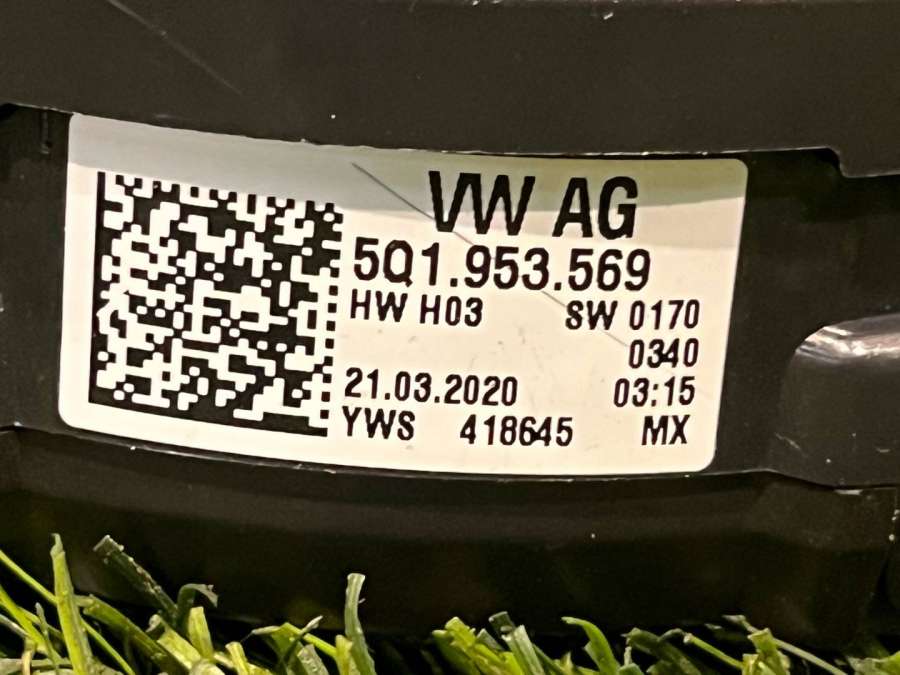 VW AG
5Q1.953.569
HW H03 SW 0170
0340
21.03.2020 03:15
YWS 418645 MX